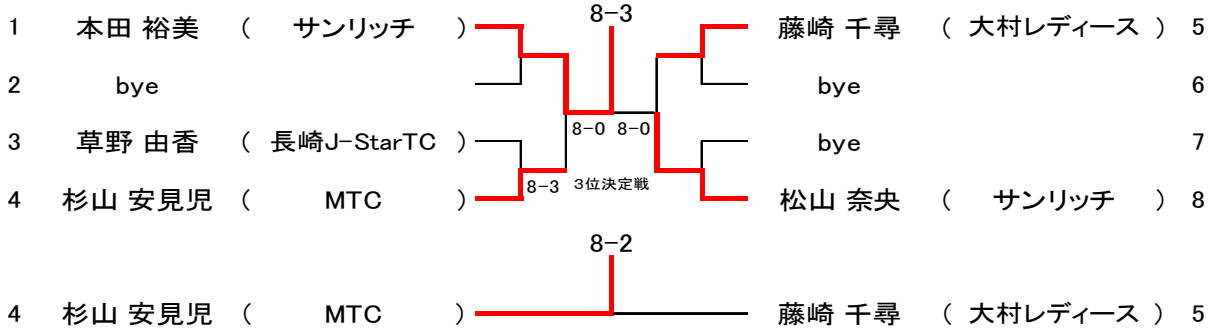 8-3
1 本田 裕美 ( サンリッチ ) 藤崎 千尋 ( 大村レディース ) 5
2 bye bye 6
8-0 8-0
3 草野 由香 ( 長崎J-StarTC ) bye 7
8-3 3位決定戦
4 杉山 安見児 ( MTC ) 松山 奈央 ( サンリッチ ) 8
8-2
4 杉山 安見児 ( MTC ) 藤崎 千尋 ( 大村レディース ) 5